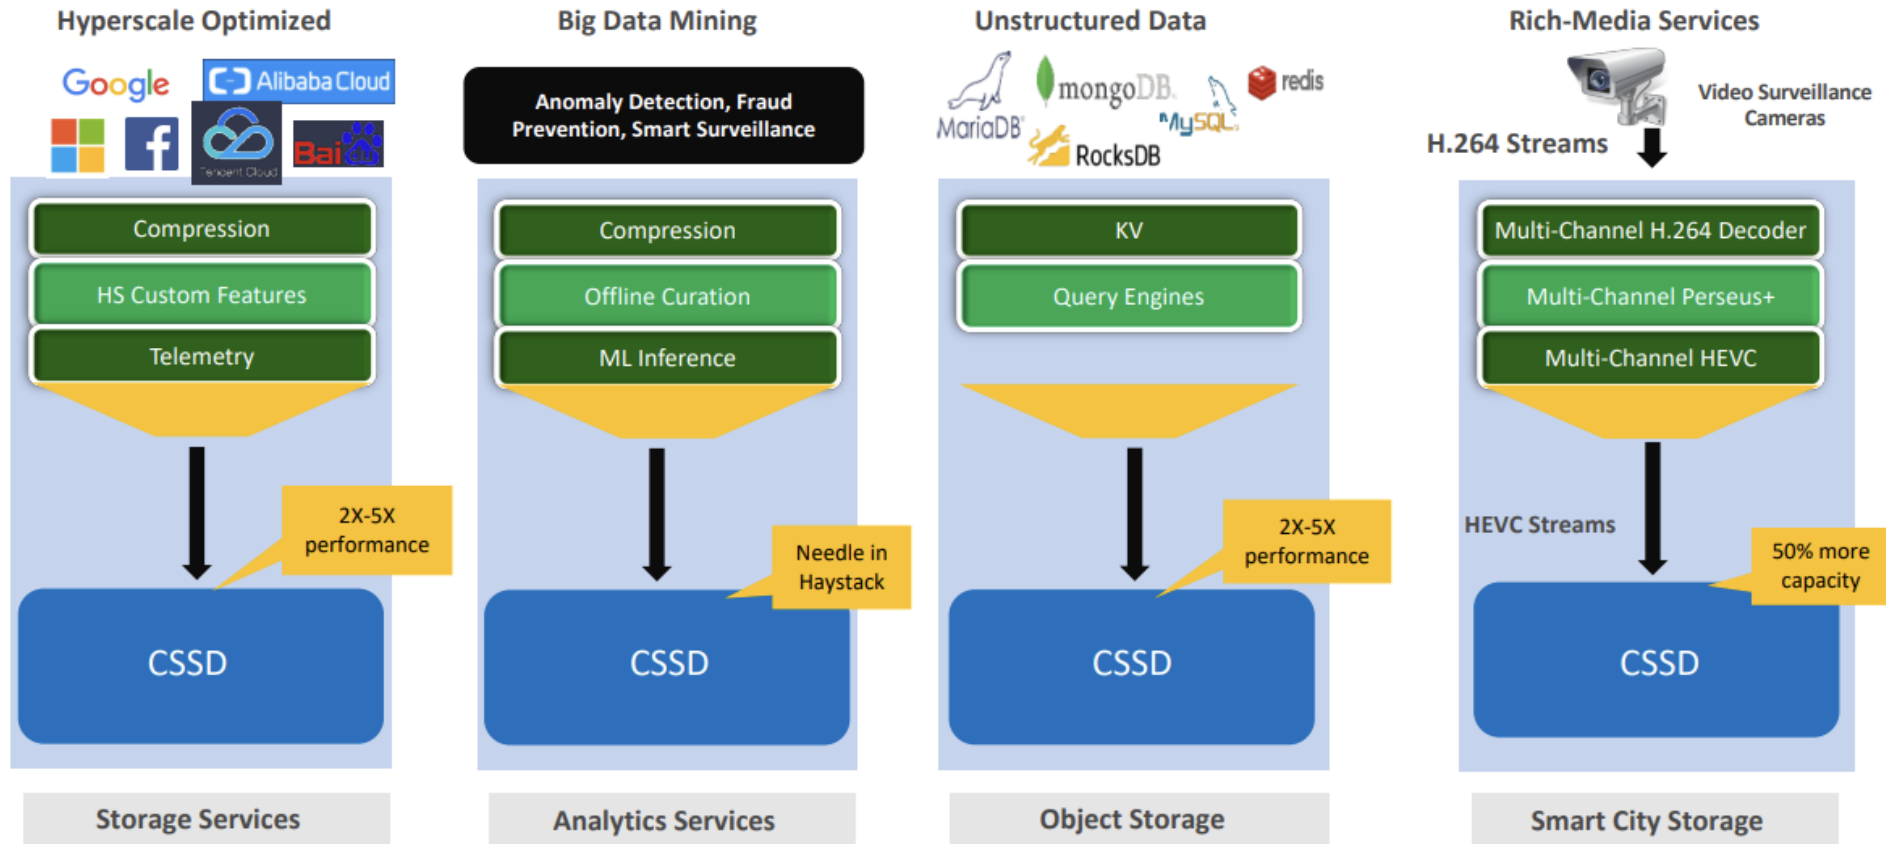 Hyperscale Optimized
Google
Alibaba Cloud
Tencent Cloud
Bai du
Compression
HS Custom Features
Telemetry
2X-5X
performance
CSSD
Storage Services
Big Data Mining
Anomaly Detection, Fraud
Prevention, Smart Surveillance
Compression
Offline Curation
ML Inference
Needle in
Haystack
CSSD
Analytics Services
Unstructured Data
MariaDB
mongoDB
MySQL
redis
RocksDB
KV
Query Engines
2X-5X
performance
CSSD
Object Storage
Rich-Media Services
Video Surveillance
Cameras
H.264 Streams
Multi-Channel H.264 Decoder
Multi-Channel Perseus+
Multi-Channel HEVC
HEVC Streams
50% more
capacity
CSSD
Smart City Storage